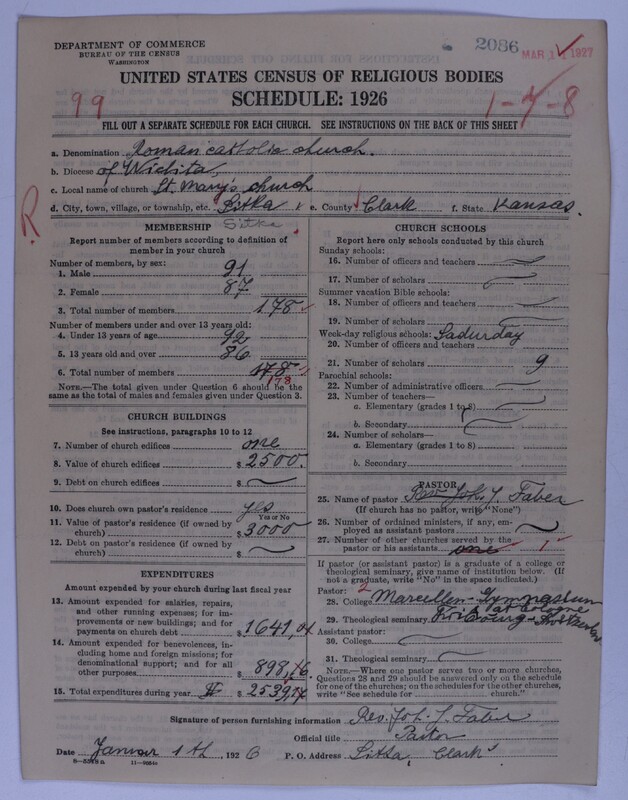 DEPARTMENT OF COMMERCE
BUREAU OF THE CENSUS
WASHINGTON
2086
MAR 1927
UNITED STATES CENSUS OF RELIGIOUS BODIES
SCHEDULE: 1926
99
1-7-8
FILL OUT A SEPARATE SCHEDULE FOR EACH CHURCH. SEE INSTRUCTIONS ON THE BACK OF THIS SHEET
R
a. Denomination Roman catholic church.
b. Diocese of Wichita,
c. Local name of church St. Mary's church
d. City, town, village, or township, etc. Sitka e. County Clark f. State Kansas.
Sitka
MEMBERSHIP
Report number of members according to definition of
member in your church
Number of members, by sex:
1. Male 91
2. Female 87
3. Total number of members 178
Number of members under and over 13 years old:
4. Under 13 years of age 92
5. 13 years old and over 86
6. Total number of members 178
178
NOTE.—The total given under Question 6 should be the
same as the total of males and females given under Question 3.
CHURCH BUILDINGS
See instructions, paragraphs 10 to 12
7. Number of church edifices one
8. Value of church edifices $ 2500.
9. Debt on church edifices $
10. Does church own pastor's residence? yes
Yes or No
11. Value of pastor's residence (if owned by
church) $ 3000
12. Debt on pastor's residence (if owned by
church) $
EXPENDITURES
Amount expended by your church during last fiscal year
13. Amount expended for salaries, repairs,
and other running expenses; for im-
provements or new buildings; and for
payments on church debt $ 1641,04
14. Amount expended for benevolences, in-
cluding home and foreign missions; for
denominational support; and for all
other purposes $ 898,16
15. Total expenditures during year $
CHURCH SCHOOLS
Report here only schools conducted by this church
Sunday schools:
16. Number of officers and teachers
17. Number of scholars
Summer vacation Bible schools:
18. Number of officers and teachers
19. Number of scholars
Week-day religious schools: Sadurday
20. Number of officers and teachers
21. Number of scholars 9
Parochial schools:
22. Number of administrative officers
23. Number of teachers—
a. Elementary (grades 1 to 8)
b. Secondary
24. Number of scholars—
a. Elementary (grades 1 to 8)
b. Secondary
PASTOR
25. Name of pastor Rev. Joh. J. Faber
(If church has no pastor, write "None")
26. Number of ordained ministers, if any, em-
ployed as assistant pastors
27. Number of other churches served by the
pastor or his assistants one 1
If pastor (or assistant pastor) is a graduate of a college or
theological seminary, give name of institution below. (If
not a graduate, write "No" in the space indicated.)
Pastor: 2
28. College Marcellen-Gymnasium
Cologne
29. Theological seminary
Assistant pastor:
30. College
31. Theological seminary
NOTE.—Where one pastor serves two or more churches,
Questions 28 and 29 should be answered only on the schedule
for one of the churches; on the schedules for the other churches,
write "See schedule for church."
Signature of person furnishing information Rev. Joh. J. Faber
Official title Pastor
Date Januar 1th, 1926 P. O. Address Sitka, Clark